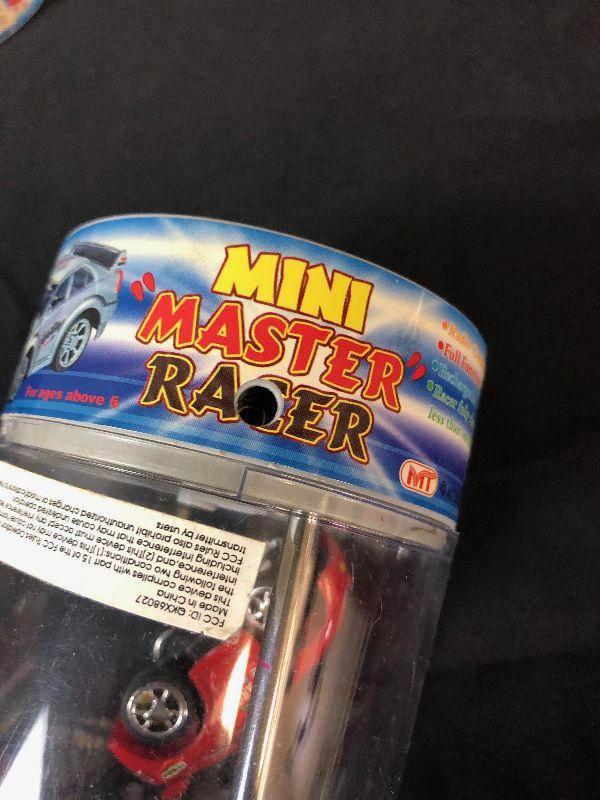 MINI
"MASTER"
RACER
For ages above 6
Full
less than
MT
FCC ID: QKX68027
Made in China
This device complies with part 15 of the FCC Rules
the following two conditions:(1)This device may not cause
interference,and (2)this device must accept any interference
including interference that may cause undesired operation
FCC Rules also prohibit unauthorized changes or modifications
transmitter by users